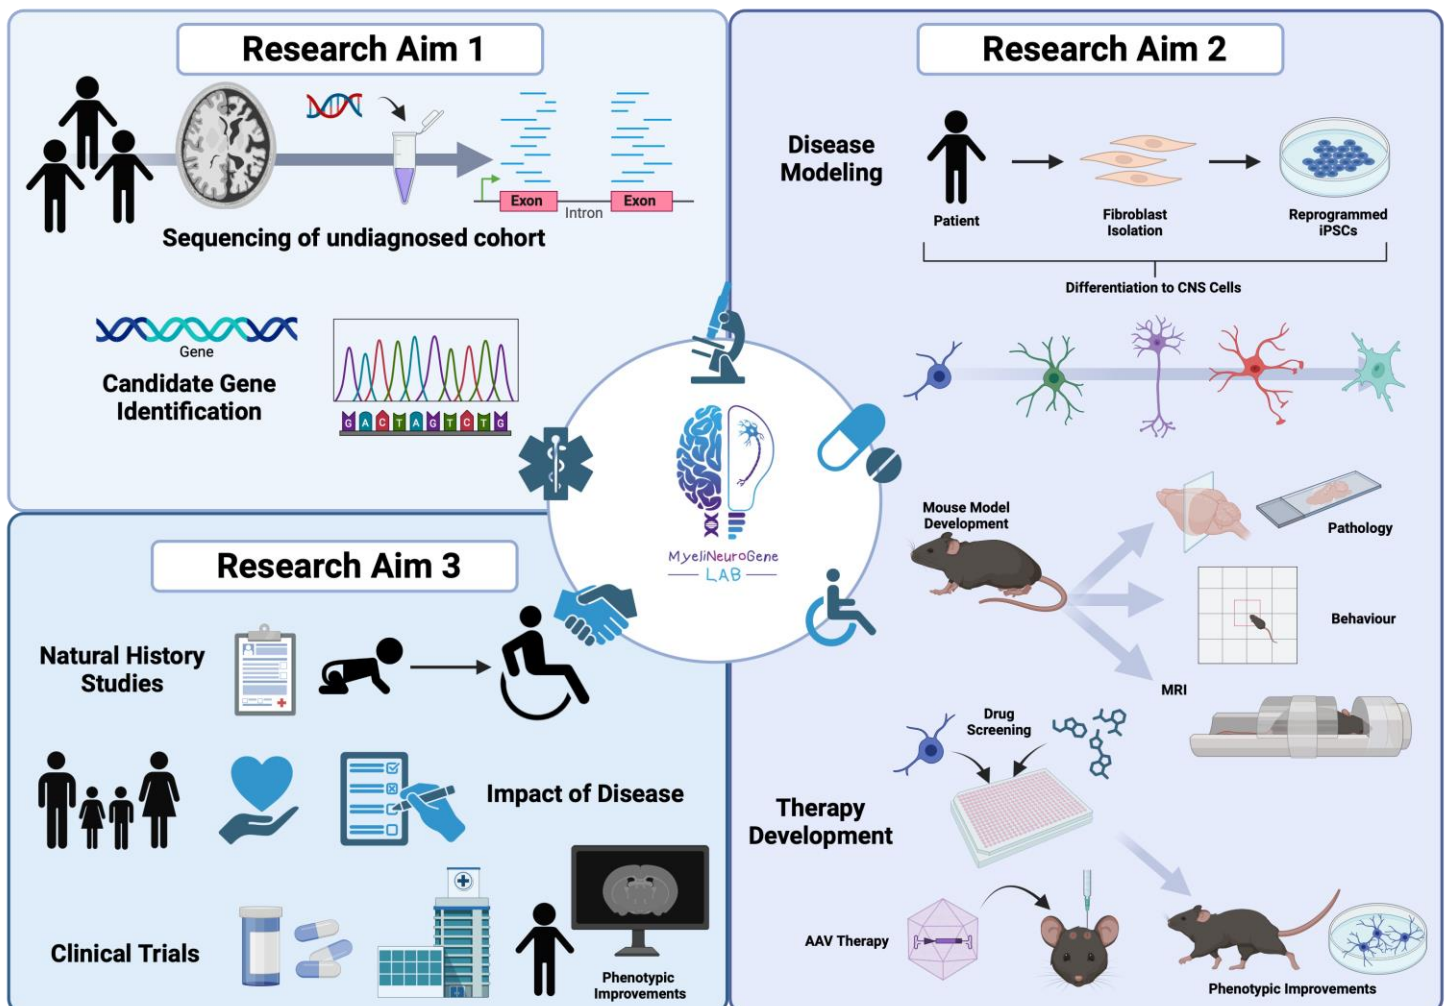 Research Aim 1
Exon
Intron
Exon
Sequencing of undiagnosed cohort
Gene
Candidate Gene
Identification
G A C T A G T C T G
Research Aim 2
Disease
Modeling
Patient
Fibroblast
Isolation
Reprogrammed
iPSCs
Differentiation to CNS Cells
Mouse Model
Development
Pathology
Behaviour
MRI
Drug
Screening
Therapy
Development
AAV Therapy
Phenotypic Improvements
MyeliNeuroGene
LAB
Research Aim 3
Natural History
Studies
Impact of Disease
Clinical Trials
Phenotypic
Improvements